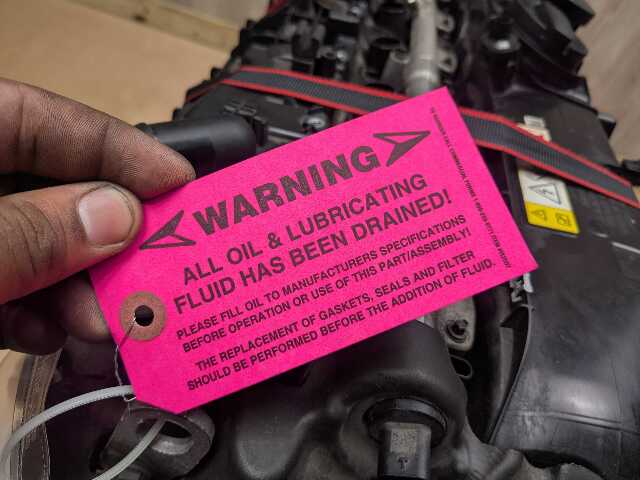 WARNING
ALL OIL & LUBRICATING
FLUID HAS BEEN DRAINED!
PLEASE FILL OIL TO MANUFACTURERS SPECIFICATIONS
BEFORE OPERATION OR USE OF THIS PART/ASSEMBLY!
THE REPLACEMENT OF GASKETS, SEALS AND FILTER
SHOULD BE PERFORMED BEFORE THE ADDITION OF FLUID.